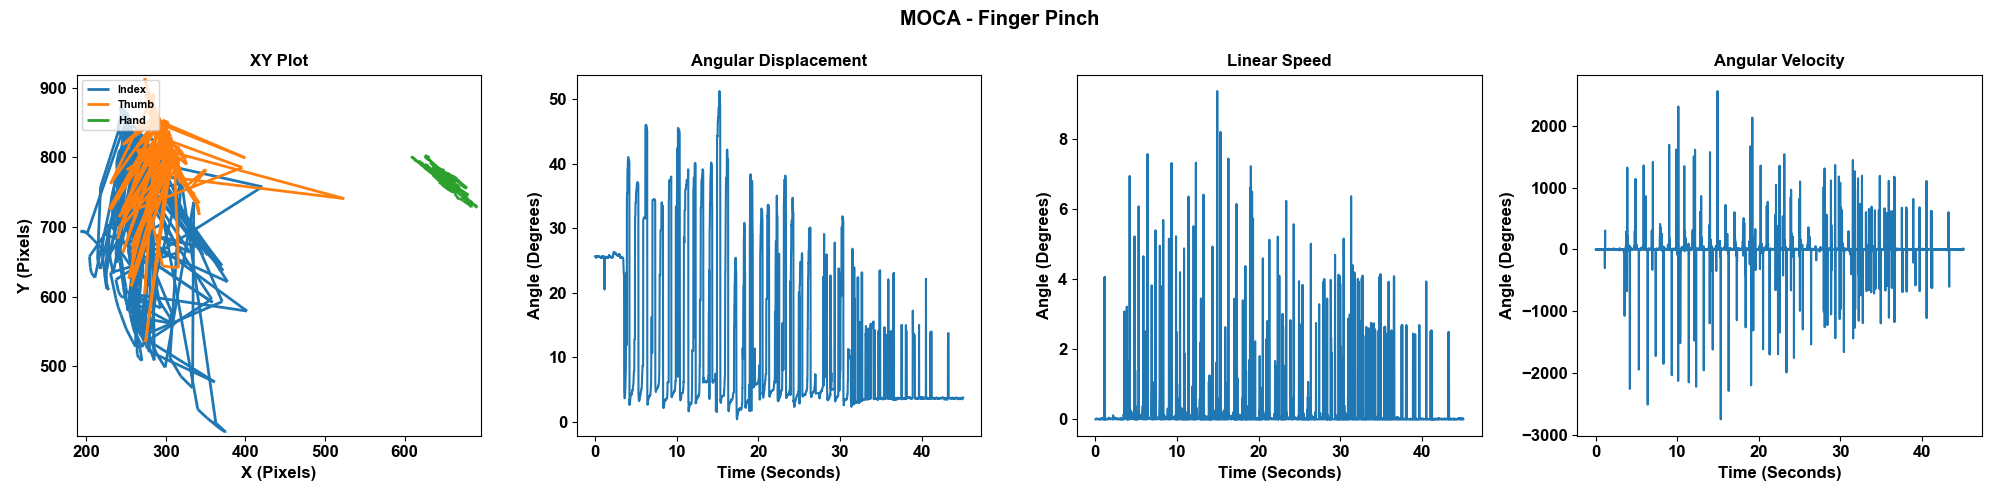 MOCA - Finger Pinch
XY Plot
Index
Thumb
Hand
900
800
700
600
500
Y (Pixels)
200 300 400 500 600
X (Pixels)
Angular Displacement
50
40
30
20
10
0
Angle (Degrees)
0 10 20 30 40
Time (Seconds)
Linear Speed
8
6
4
2
0
Angle (Degrees)
0 10 20 30 40
Time (Seconds)
Angular Velocity
2000
1000
0
−1000
−2000
−3000
Angle (Degrees)
0 10 20 30 40
Time (Seconds)